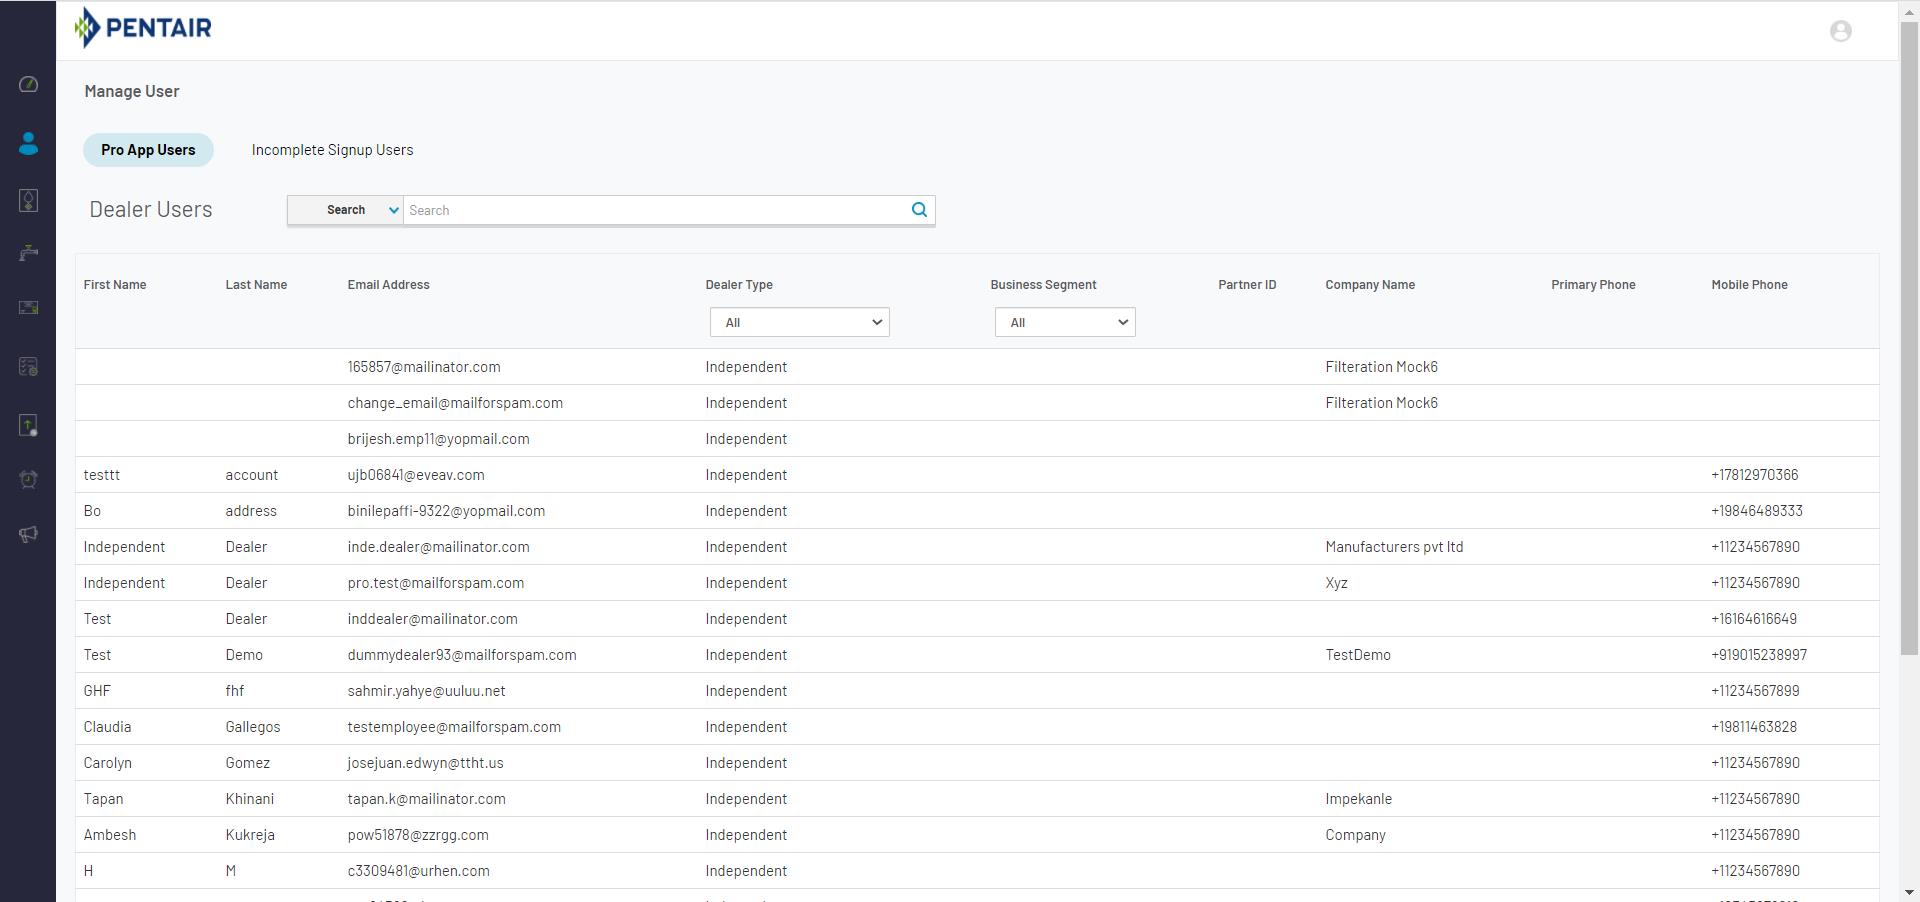 PENTAIR
Manage User
Pro App Users Incomplete Signup Users
Dealer Users Search Search
First Name Last Name Email Address Dealer Type Business Segment Partner ID Company Name Primary Phone Mobile Phone
All All
165857@mailinator.com Independent Filteration Mock6
change_email@mailforspam.com Independent Filteration Mock6
brijesh.emp11@yopmail.com Independent
testtt account ujb06841@eveav.com Independent +17812970366
Bo address binilepaffi-9322@yopmail.com Independent +19846489333
Independent Dealer inde.dealer@mailinator.com Independent Manufacturers pvt ltd +11234567890
Independent Dealer pro.test@mailforspam.com Independent Xyz +11234567890
Test Dealer inddealer@mailinator.com Independent +16164616649
Test Demo dummydealer93@mailforspam.com Independent TestDemo +919015238997
GHF fhf sahmir.yahye@uuluu.net Independent +11234567899
Claudia Gallegos testemployee@mailforspam.com Independent +19811463828
Carolyn Gomez josejuan.edwyn@ttht.us Independent +11234567890
Tapan Khinani tapan.k@mailinator.com Independent Impekanle +11234567890
Ambesh Kukreja pow51878@zzrgg.com Independent Company +11234567890
H M c3309481@urhen.com Independent +11234567890